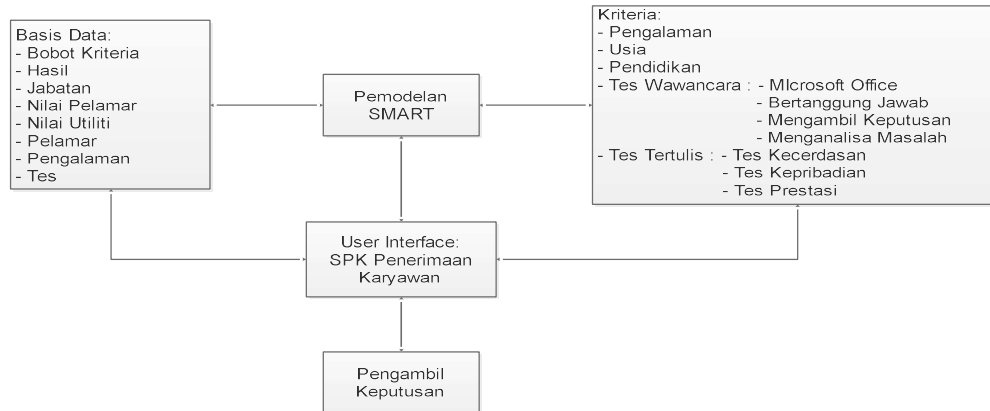 Basis Data:
- Bobot Kriteria
- Hasil
- Jabatan
- Nilai Pelamar
- Nilai Utiliti
- Pelamar
- Pengalaman
- Tes
Pemodelan
SMART
Kriteria:
- Pengalaman
- Usia
- Pendidikan
- Tes Wawancara : - MIcrosoft Office
- Bertanggung Jawab
- Mengambil Keputusan
- Menganalisa Masalah
- Tes Tertulis : - Tes Kecerdasan
- Tes Kepribadian
- Tes Prestasi
User Interface:
SPK Penerimaan
Karyawan
Pengambil
Keputusan